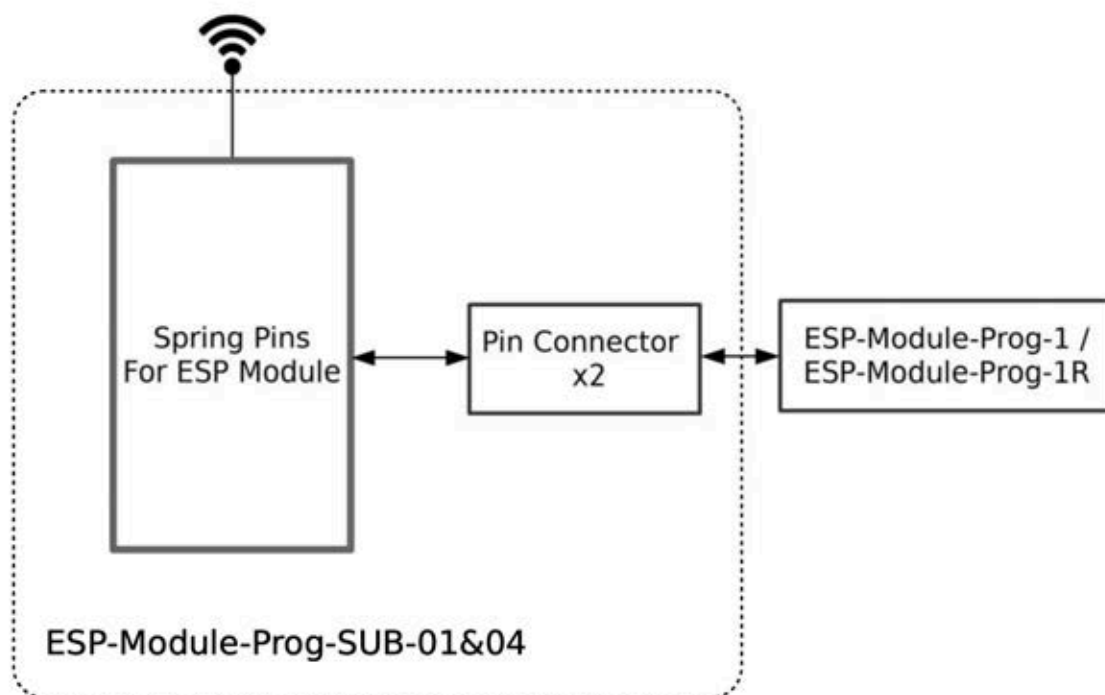 Spring Pins
For ESP Module
Pin Connector
x2
ESP-Module-Prog-1 /
ESP-Module-Prog-1R
ESP-Module-Prog-SUB-01&04